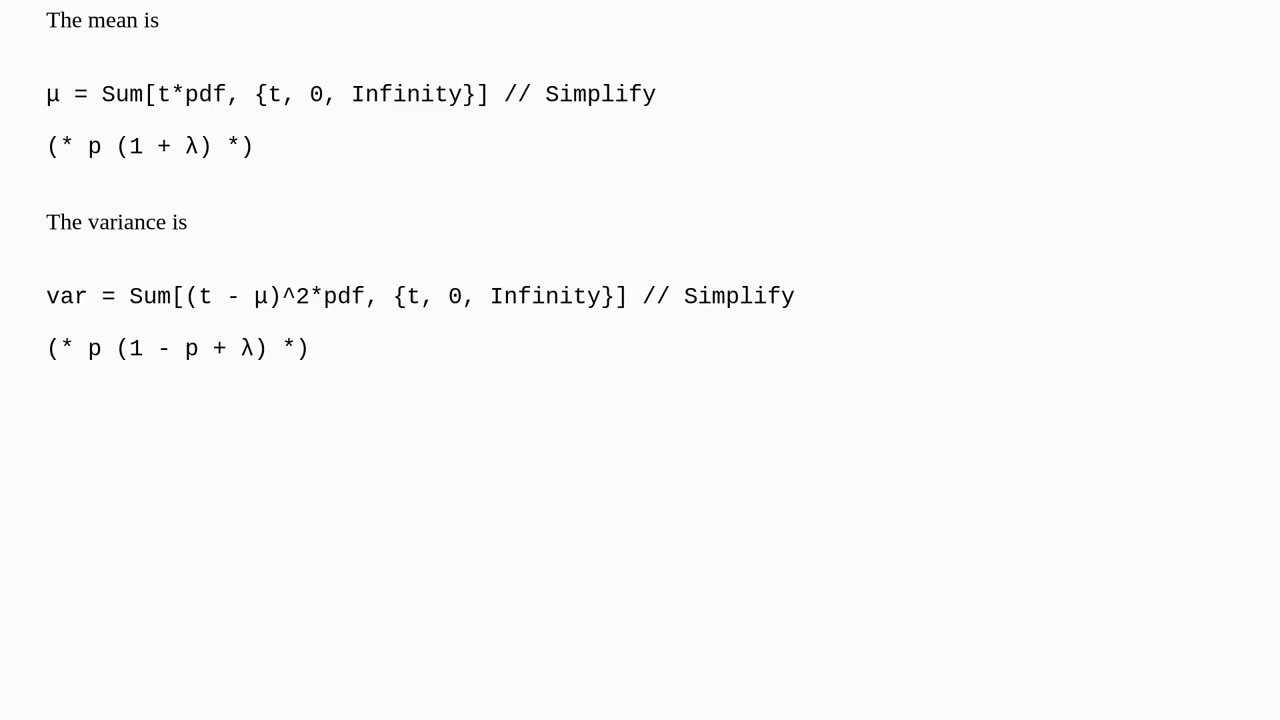 The mean is
μ = Sum[t*pdf, {t, 0, Infinity}] // Simplify
(* p (1 + λ) *)
The variance is
var = Sum[(t - μ)^2*pdf, {t, 0, Infinity}] // Simplify
(* p (1 - p + λ) *)